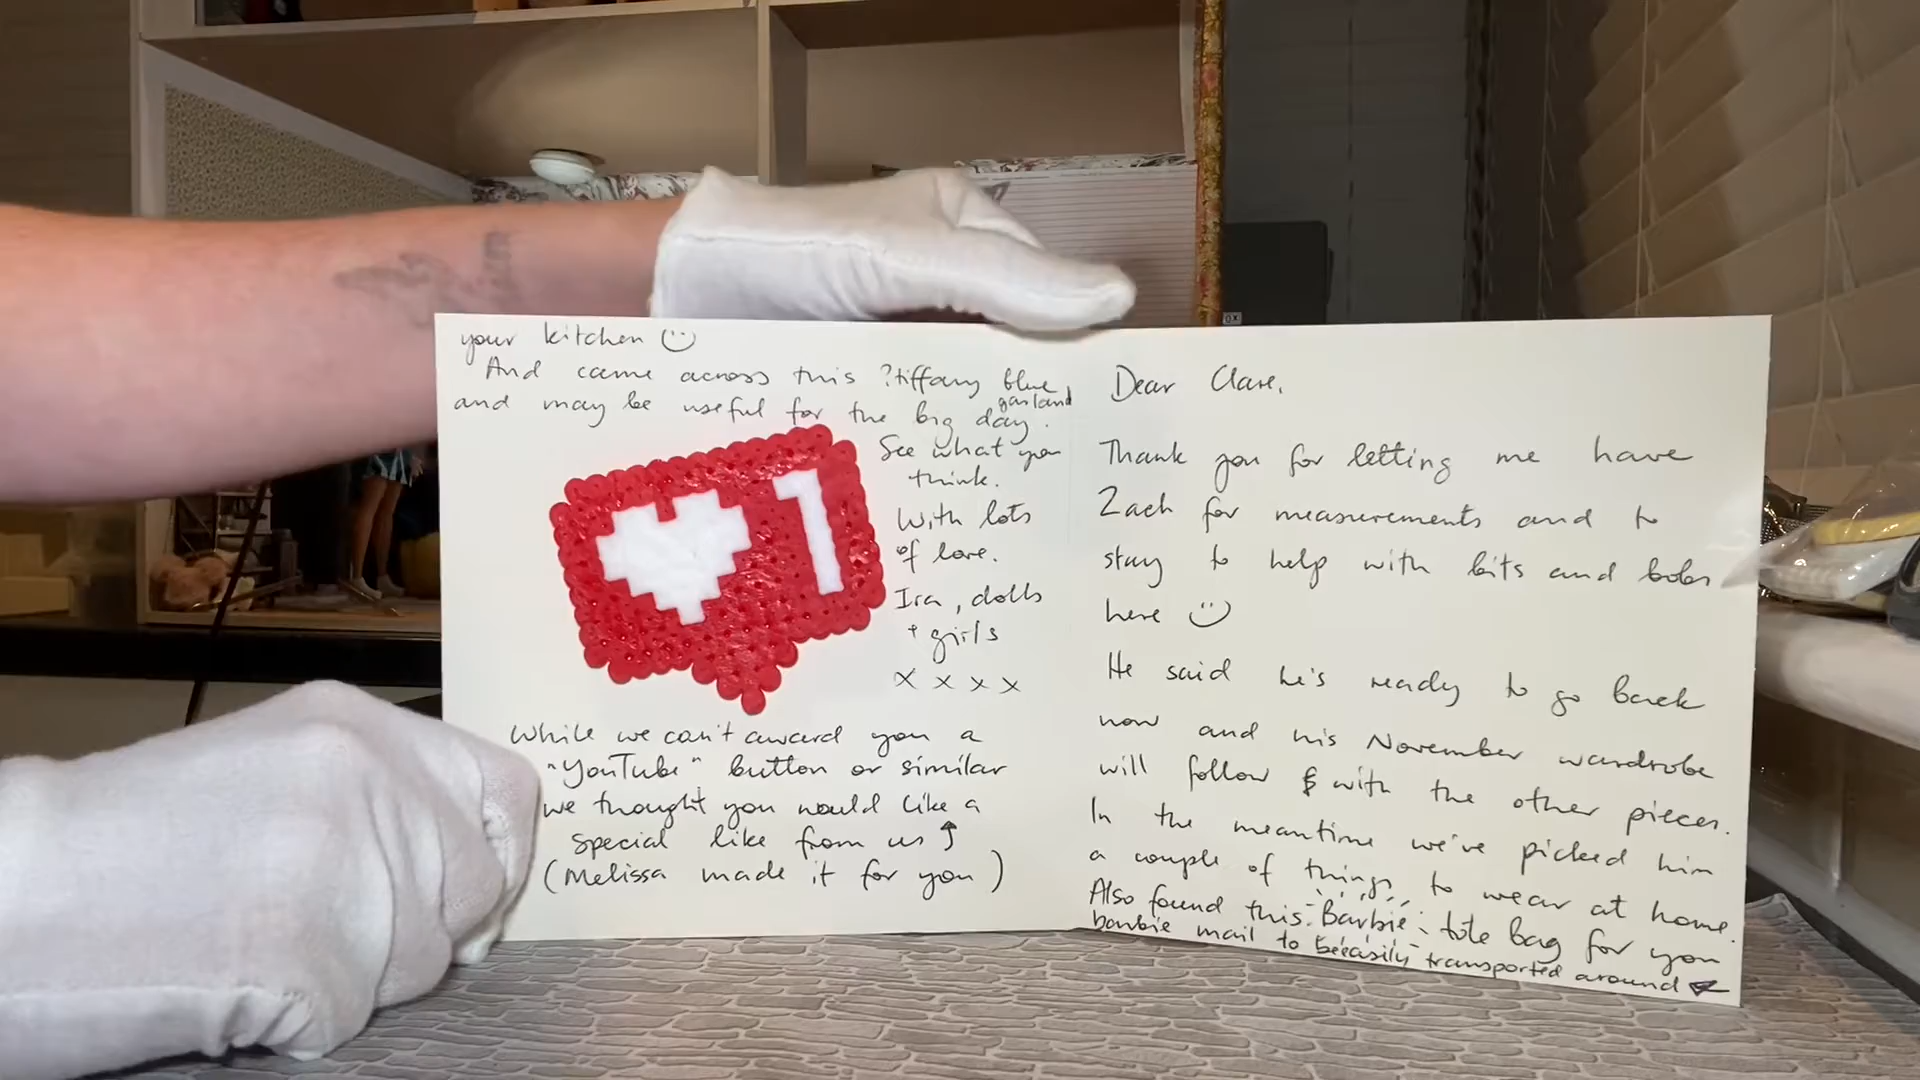 Dear Clare,
Thank you for letting me have
Zach for measurements and to
stay to help with bits and bobs
here
He said he's ready to go back
now and his November wardrobe
will follow with the other pieces.
In the meantime we've picked him
a couple of things to wear at home.
Also found this Barbie tote bag for you
barbie mail to be easily transported around
your kitchen
And came across this ?tiffany blue
garland
and may be useful for the big day.
See what you
think.
With lots
of love.
Ira, dolls
+ girls
x x x x
1
While we can't award you a
"YouTube" button or similar
we thought you would like a
special like from us
(Melissa made it for you)